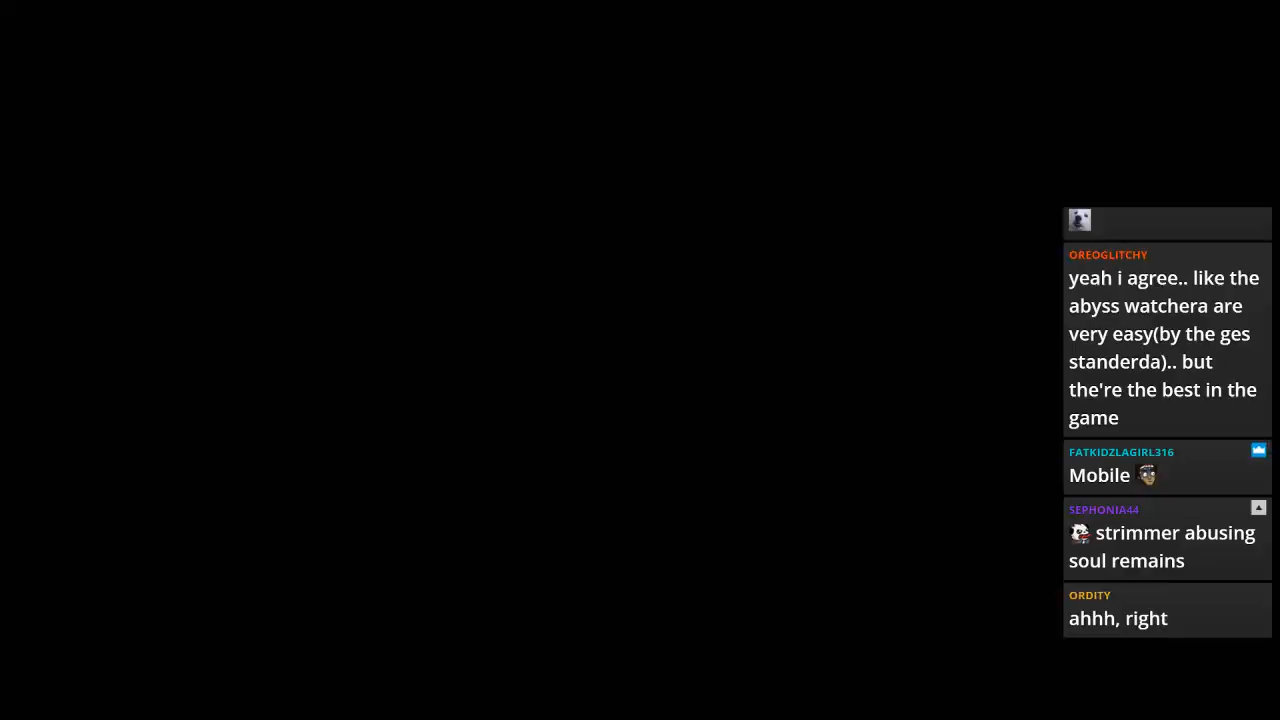 OREOGLITCHY
yeah i agree.. like the
abyss watchera are
very easy(by the ges
standerda).. but
the're the best in the
game
FATKIDZLAGIRL316
Mobile
SEPHONIA44
strimmer abusing
soul remains
ORDITY
ahhh, right